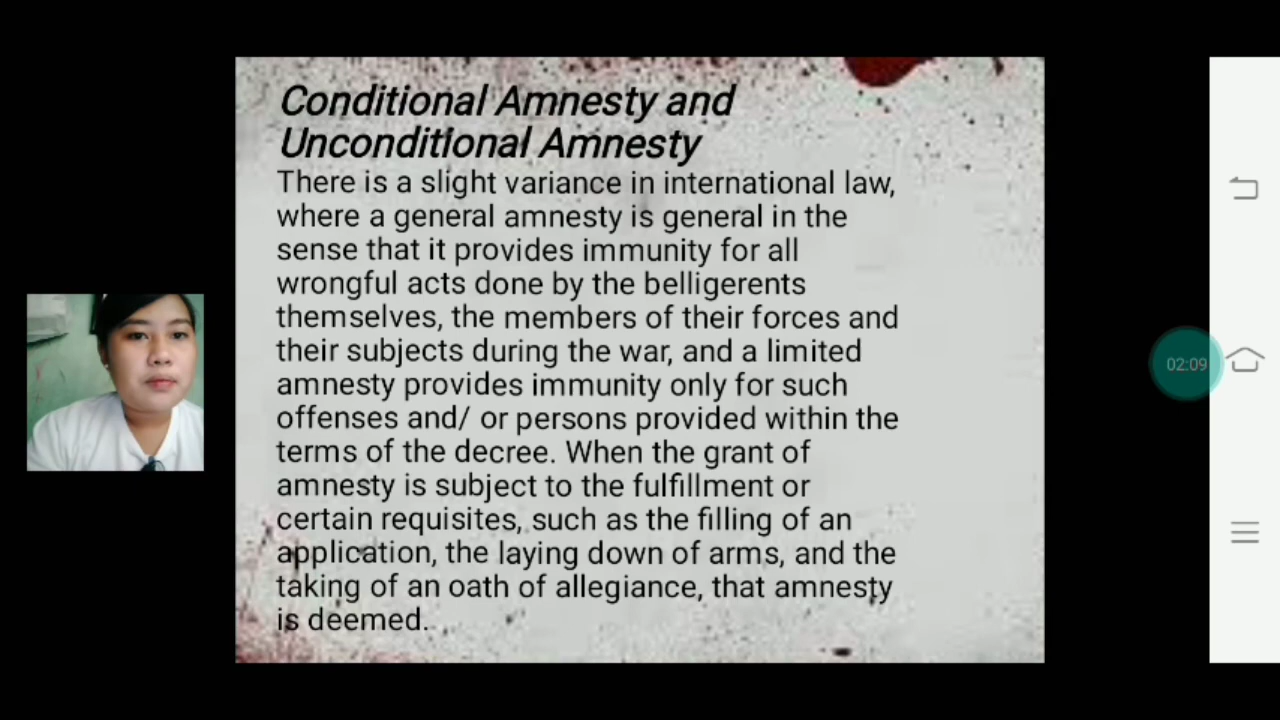 Conditional Amnesty and
Unconditional Amnesty
There is a slight variance in international law,
where a general amnesty is general in the
sense that it provides immunity for all
wrongful acts done by the belligerents
themselves, the members of their forces and
their subjects during the war, and a limited
amnesty provides immunity only for such
offenses and/ or persons provided within the
terms of the decree. When the grant of
amnesty is subject to the fulfillment or
certain requisites, such as the filling of an
application, the laying down of arms, and the
taking of an oath of allegiance, that amnesty
is deemed.
02:09